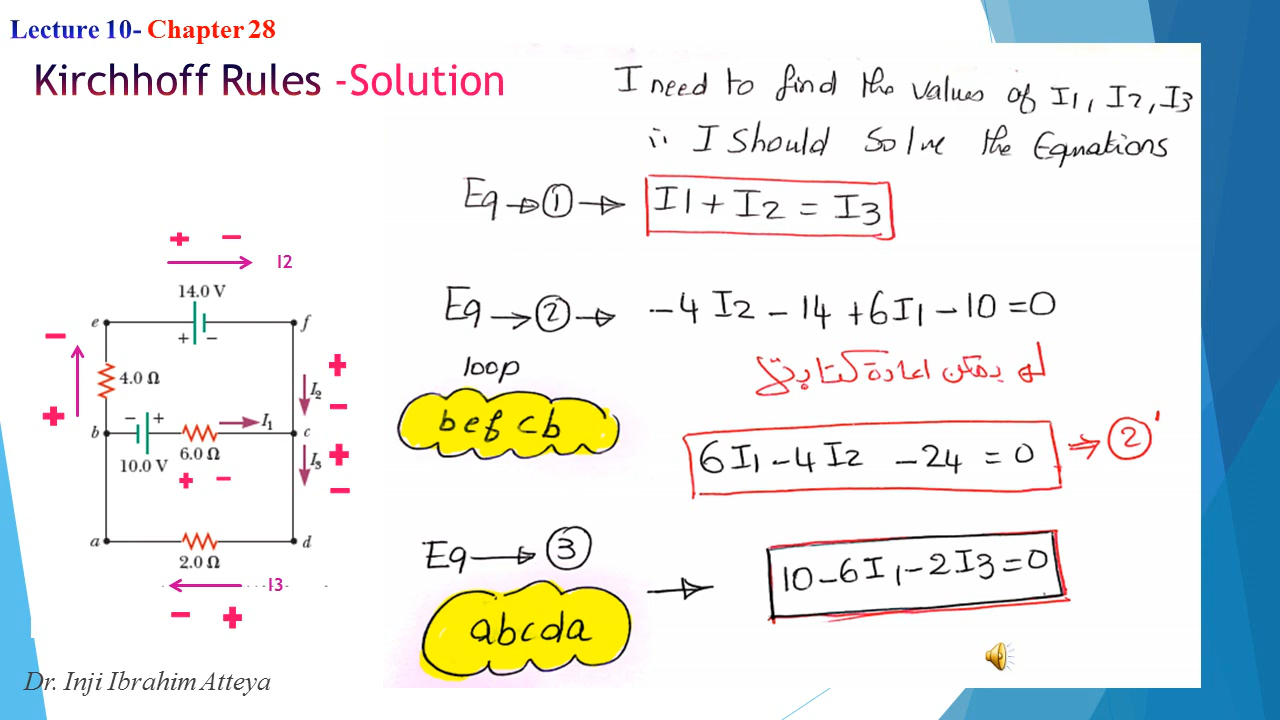 Lecture 10- Chapter 28
Kirchhoff Rules -Solution
I need to find the values of I1, I2, I3
∴ I Should Solve the Equations
Eq → ① → I1 + I2 = I3
Eq → ② → -4 I2 - 14 + 6I1 - 10 = 0
loop
befcb
لو يمكن اعادة كتابتها
6I1 - 4I2 - 24 = 0 ⇒ ②'
Eq → ③
abcda
→ 10 - 6I1 - 2I3 = 0
+ −
I2
14.0 V
e + − f
−
+
4.0 Ω
I2
+
−
b − + I1 c
10.0 V
6.0 Ω
+ −
I3
+
−
a d
2.0 Ω
I3
− +
Dr. Inji Ibrahim Atteya